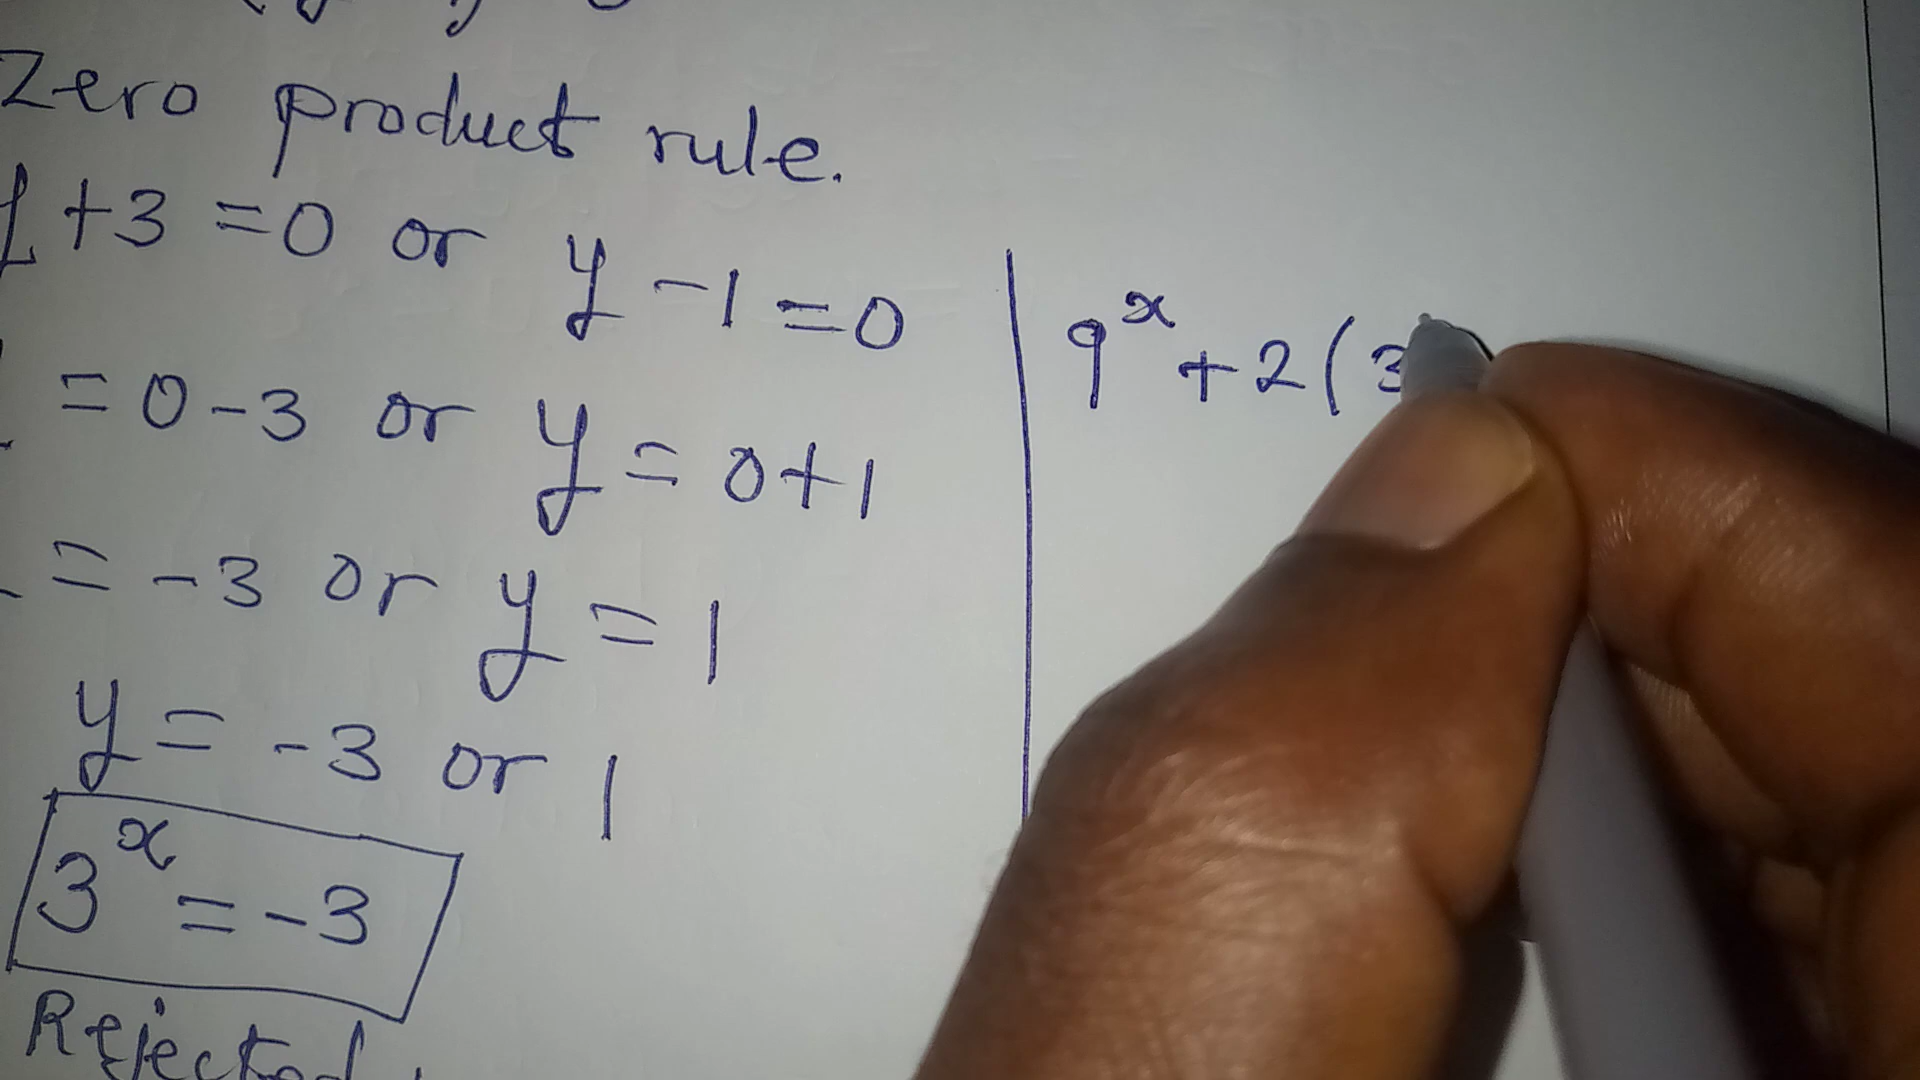 Zero product rule.
y +3 =0 or y -1 =0
= 0-3 or y = 0+1
= -3 or y = 1
y = -3 or 1
3^x = -3
Rejected
9^x +2(3